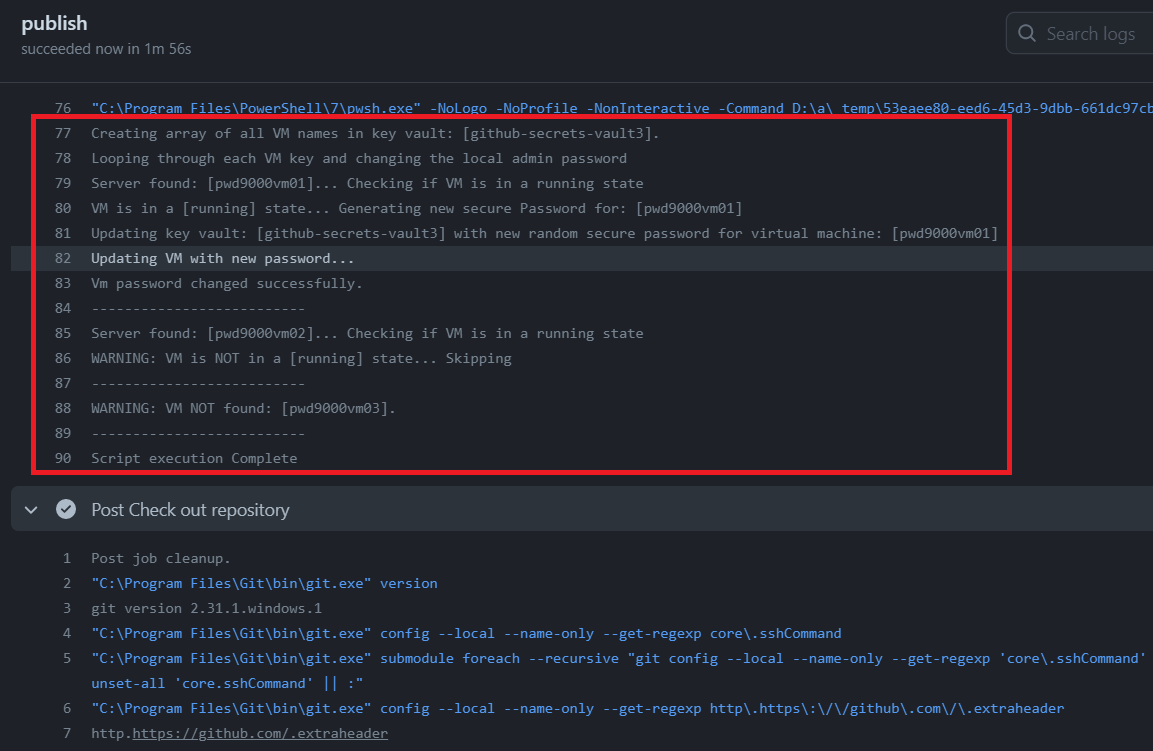 publish
succeeded now in 1m 56s
Search logs
76 "C:\Program Files\PowerShell\7\pwsh.exe" -NoLogo -NoProfile -NonInteractive -Command D:\a\_temp\53eaee80-eed6-45d3-9dbb-661dc97cb
77 Creating array of all VM names in key vault: [github-secrets-vault3].
78 Looping through each VM key and changing the local admin password
79 Server found: [pwd9000vm01]... Checking if VM is in a running state
80 VM is in a [running] state... Generating new secure Password for: [pwd9000vm01]
81 Updating key vault: [github-secrets-vault3] with new random secure password for virtual machine: [pwd9000vm01]
82 Updating VM with new password...
83 Vm password changed successfully.
84 --------------------------
85 Server found: [pwd9000vm02]... Checking if VM is in a running state
86 WARNING: VM is NOT in a [running] state... Skipping
87 --------------------------
88 WARNING: VM NOT found: [pwd9000vm03].
89 --------------------------
90 Script execution Complete
Post Check out repository
1 Post job cleanup.
2 "C:\Program Files\Git\bin\git.exe" version
3 git version 2.31.1.windows.1
4 "C:\Program Files\Git\bin\git.exe" config --local --name-only --get-regexp core\.sshCommand
5 "C:\Program Files\Git\bin\git.exe" submodule foreach --recursive "git config --local --name-only --get-regexp 'core\.sshCommand'
unset-all 'core.sshCommand' || :"
6 "C:\Program Files\Git\bin\git.exe" config --local --name-only --get-regexp http\.https\:\/\/github\.com\/\.extraheader
7 http.https://github.com/.extraheader